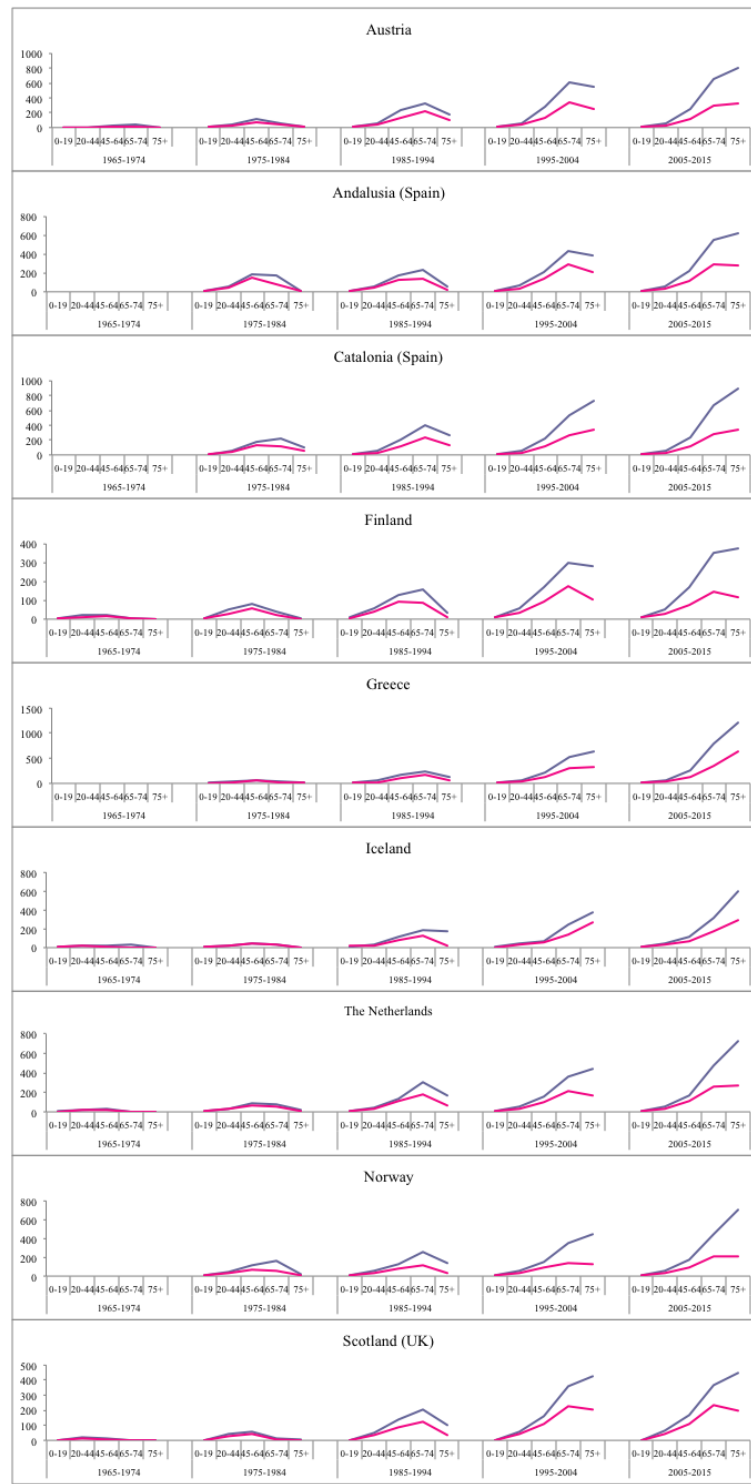 Austria
1000
800
600
400
200
0
0-19 20-44 45-64 65-74 75+ 0-19 20-44 45-64 65-74 75+ 0-19 20-44 45-64 65-74 75+ 0-19 20-44 45-64 65-74 75+ 0-19 20-44 45-64 65-74 75+
1965-1974 1975-1984 1985-1994 1995-2004 2005-2015
Andalusia (Spain)
800
600
400
200
0
0-19 20-44 45-64 65-74 75+ 0-19 20-44 45-64 65-74 75+ 0-19 20-44 45-64 65-74 75+ 0-19 20-44 45-64 65-74 75+ 0-19 20-44 45-64 65-74 75+
1965-1974 1975-1984 1985-1994 1995-2004 2005-2015
Catalonia (Spain)
1000
800
600
400
200
0
0-19 20-44 45-64 65-74 75+ 0-19 20-44 45-64 65-74 75+ 0-19 20-44 45-64 65-74 75+ 0-19 20-44 45-64 65-74 75+ 0-19 20-44 45-64 65-74 75+
1965-1974 1975-1984 1985-1994 1995-2004 2005-2015
Finland
400
300
200
100
0
0-19 20-44 45-64 65-74 75+ 0-19 20-44 45-64 65-74 75+ 0-19 20-44 45-64 65-74 75+ 0-19 20-44 45-64 65-74 75+ 0-19 20-44 45-64 65-74 75+
1965-1974 1975-1984 1985-1994 1995-2004 2005-2015
Greece
1500
1000
500
0
0-19 20-44 45-64 65-74 75+ 0-19 20-44 45-64 65-74 75+ 0-19 20-44 45-64 65-74 75+ 0-19 20-44 45-64 65-74 75+ 0-19 20-44 45-64 65-74 75+
1965-1974 1975-1984 1985-1994 1995-2004 2005-2015
Iceland
800
600
400
200
0
0-19 20-44 45-64 65-74 75+ 0-19 20-44 45-64 65-74 75+ 0-19 20-44 45-64 65-74 75+ 0-19 20-44 45-64 65-74 75+ 0-19 20-44 45-64 65-74 75+
1965-1974 1975-1984 1985-1994 1995-2004 2005-2015
The Netherlands
800
600
400
200
0
0-19 20-44 45-64 65-74 75+ 0-19 20-44 45-64 65-74 75+ 0-19 20-44 45-64 65-74 75+ 0-19 20-44 45-64 65-74 75+ 0-19 20-44 45-64 65-74 75+
1965-1974 1975-1984 1985-1994 1995-2004 2005-2015
Norway
800
600
400
200
0
0-19 20-44 45-64 65-74 75+ 0-19 20-44 45-64 65-74 75+ 0-19 20-44 45-64 65-74 75+ 0-19 20-44 45-64 65-74 75+ 0-19 20-44 45-64 65-74 75+
1965-1974 1975-1984 1985-1994 1995-2004 2005-2015
Scotland (UK)
500
400
300
200
100
0
0-19 20-44 45-64 65-74 75+ 0-19 20-44 45-64 65-74 75+ 0-19 20-44 45-64 65-74 75+ 0-19 20-44 45-64 65-74 75+ 0-19 20-44 45-64 65-74 75+
1965-1974 1975-1984 1985-1994 1995-2004 2005-2015